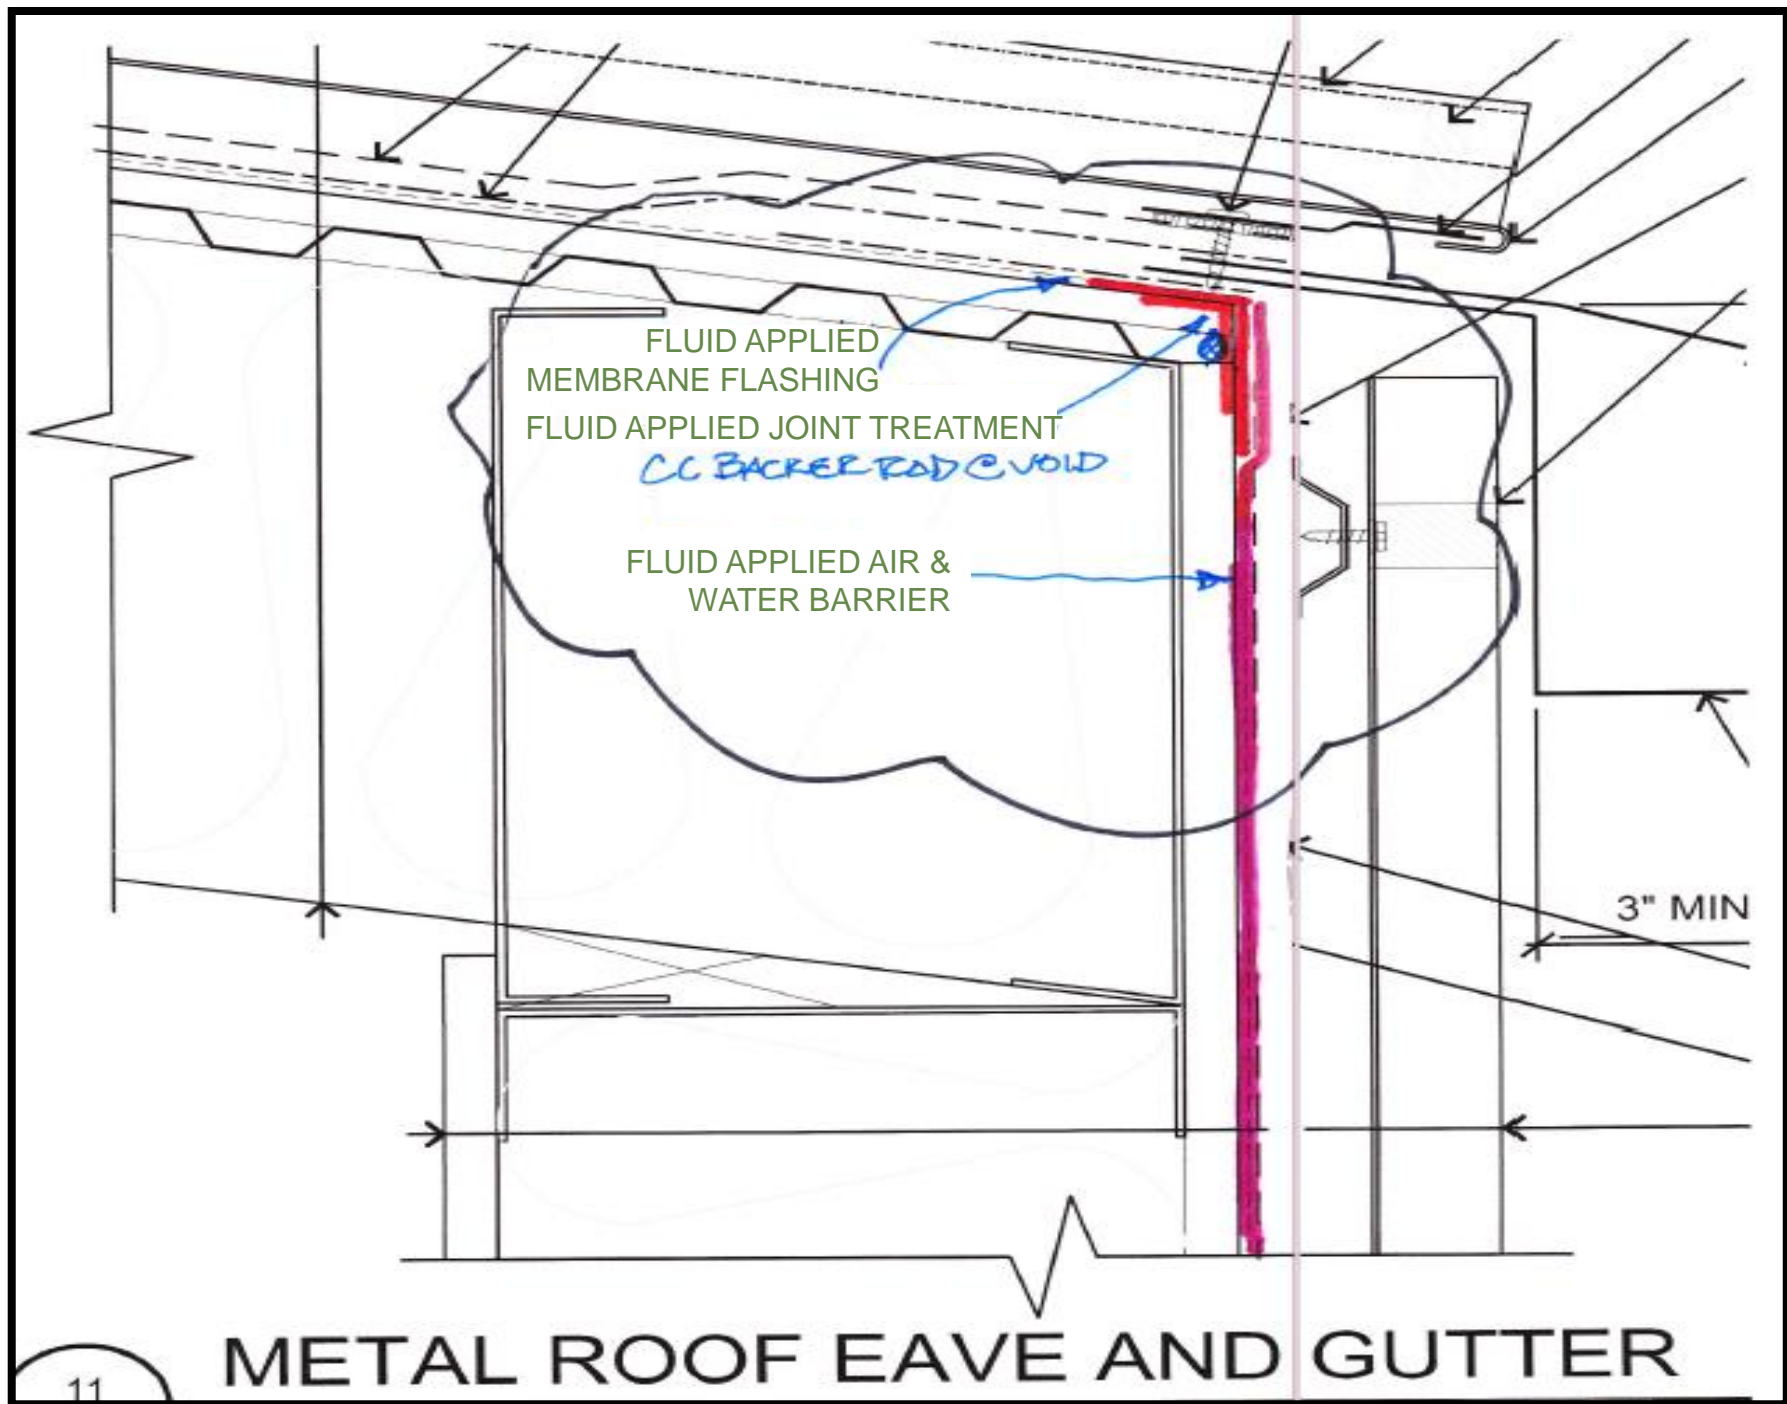 FLUID APPLIED
MEMBRANE FLASHING
FLUID APPLIED JOINT TREATMENT
CC BACKER ROD @ VOID
FLUID APPLIED AIR &
WATER BARRIER
3" MIN
METAL ROOF EAVE AND GUTTER
11